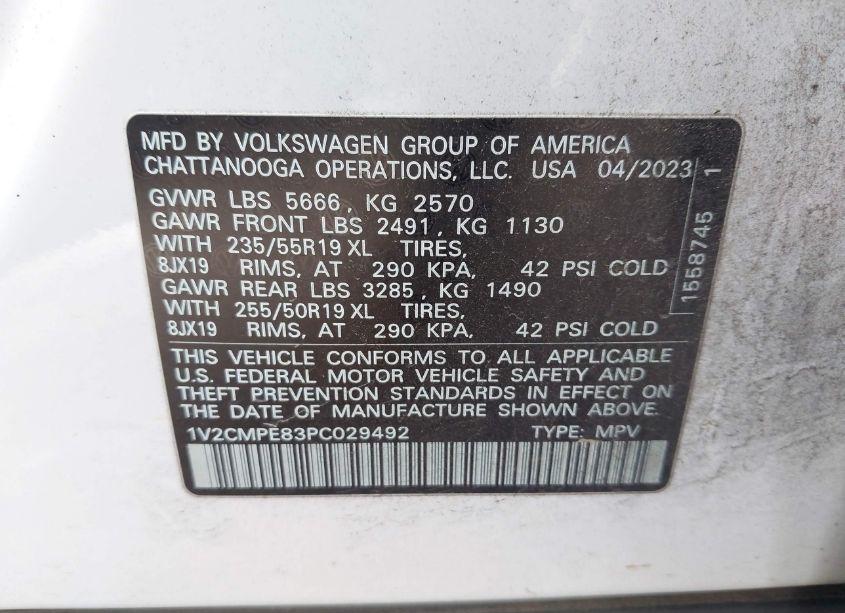 MFD BY VOLKSWAGEN GROUP OF AMERICA
CHATTANOOGA OPERATIONS, LLC. USA 04/2023
GVWR LBS 5666, KG 2570
GAWR FRONT LBS 2491, KG 1130
WITH 235/55R19 XL TIRES,
8JX19 RIMS, AT 290 KPA, 42 PSI COLD
GAWR REAR LBS 3285, KG 1490
WITH 255/50R19 XL TIRES,
8JX19 RIMS, AT 290 KPA, 42 PSI COLD
THIS VEHICLE CONFORMS TO ALL APPLICABLE
U.S. FEDERAL MOTOR VEHICLE SAFETY AND
THEFT PREVENTION STANDARDS IN EFFECT ON
THE DATE OF MANUFACTURE SHOWN ABOVE.
1V2CMPE83PC029492 TYPE: MPV
1558745 1